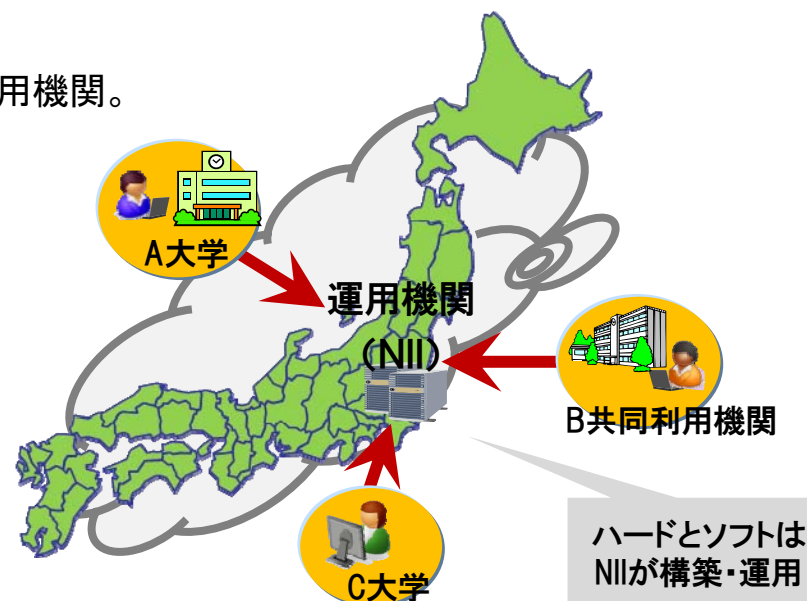 用機関。
A大学
運用機関
(NII)
B共同利用機関
C大学
ハードとソフトは
NIIが構築・運用